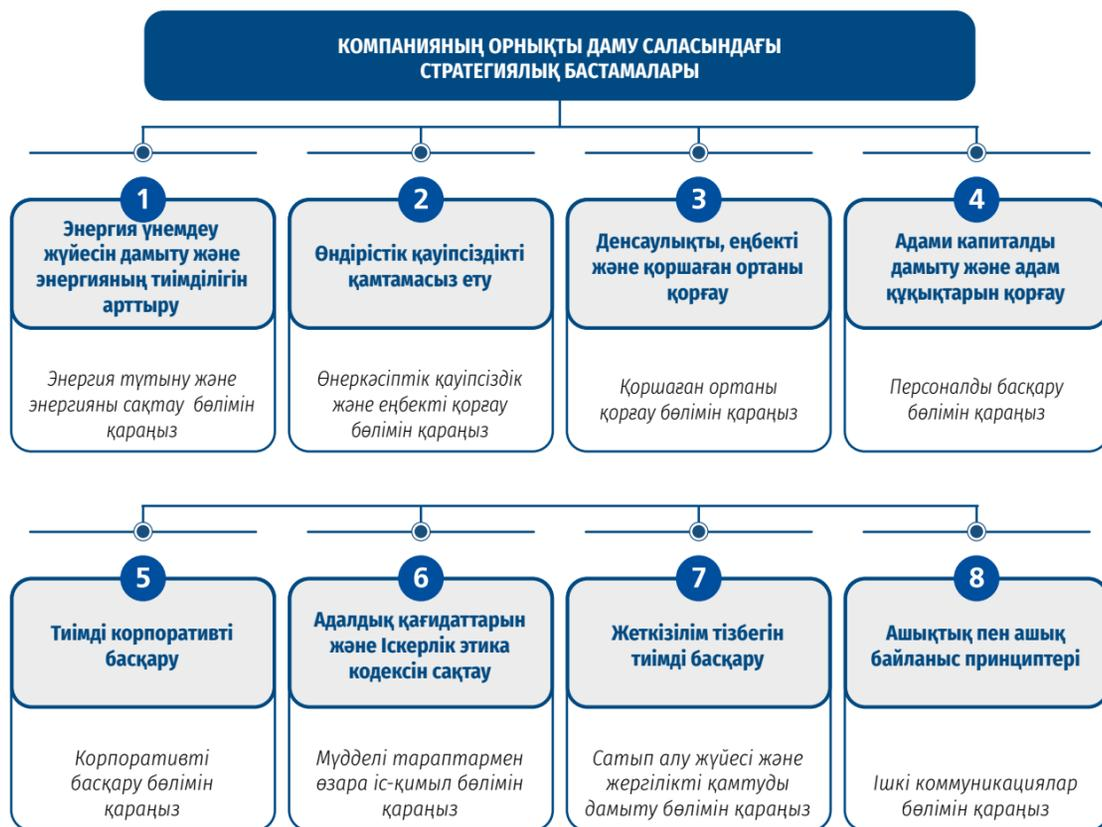 КОМПАНИЯНЫҢ ОРНЫҚТЫ ДАМУ САЛАСЫНДАҒЫ
СТРАТЕГИЯЛЫҚ БАСТАМАЛАРЫ
1
Энергия үнемдеу
жүйесін дамыту және
энергияның тиімділігін
арттыру
Энергия тұтыну және
энергияны сақтау бөлімін
қараңыз
2
Өндірістік қауіпсіздікті
қамтамасыз ету
Өнеркәсіптік қауіпсіздік
және еңбекті қорғау
бөлімін қараңыз
3
Денсаулықты, еңбекті
және қоршаған ортаны
қорғау
Қоршаған ортаны
қорғау бөлімін қараңыз
4
Адами капиталды
дамыту және адам
құқықтарын қорғау
Персоналды басқару
бөлімін қараңыз
5
Тиімді корпоративті
басқару
Корпоративті
басқару бөлімін
қараңыз
6
Адалдық қағидаттарын
және Іскерлік этика
кодексін сақтау
Мүдделі тараптармен
өзара іс-қимыл бөлімін
қараңыз
7
Жеткізілім тізбегін
тиімді басқару
Сатып алу жүйесі және
жергілікті қамтуды
дамыту бөлімін қараңыз
8
Ашықтық пен ашық
байланыс принциптері
Ішкі коммуникациялар
бөлімін қараңыз